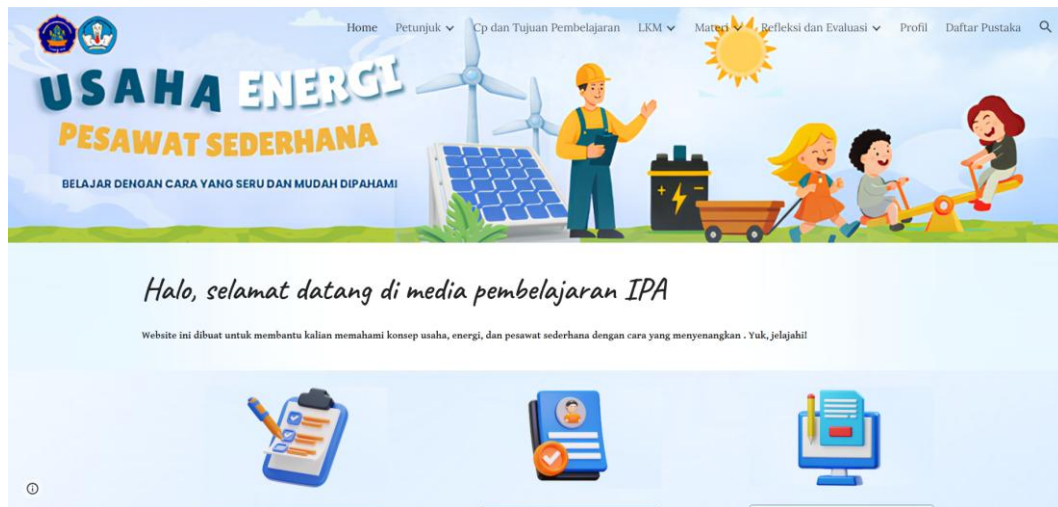 Home Petunjuk Cp dan Tujuan Pembelajaran LKM Materi Refleksi dan Evaluasi Profil Daftar Pustaka
USAHA ENERGI
PESAWAT SEDERHANA
BELAJAR DENGAN CARA YANG SERU DAN MUDAH DIPAHAMI
Halo, selamat datang di media pembelajaran IPA
Website ini dibuat untuk membantu kalian memahami konsep usaha, energi, dan pesawat sederhana dengan cara yang menyenangkan . Yuk, jelajahi!